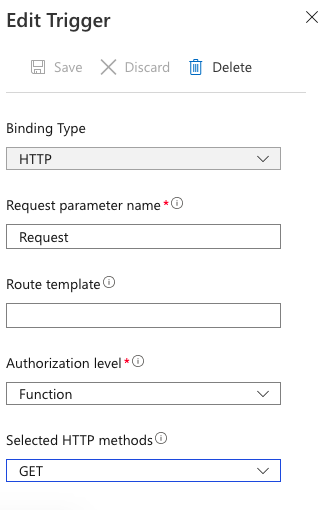 Edit Trigger
Save Discard Delete
Binding Type
HTTP
Request parameter name *
Request
Route template
Authorization level *
Function
Selected HTTP methods
GET